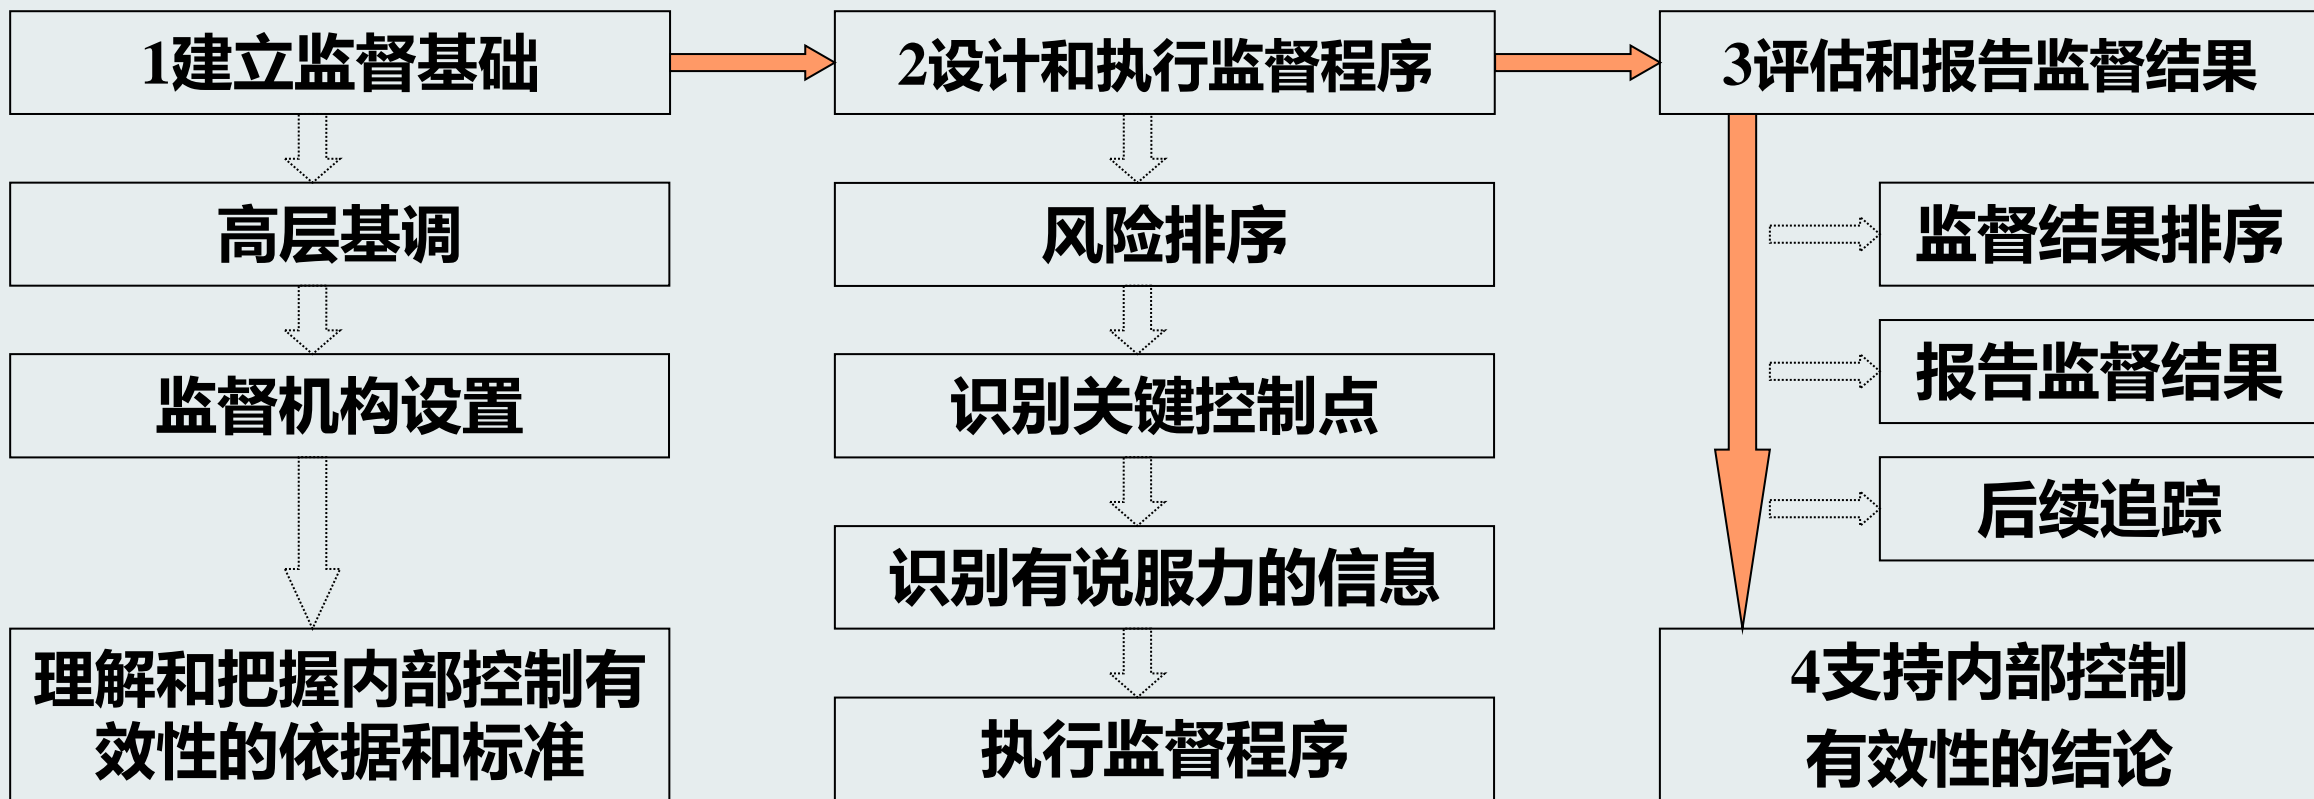 1建立监督基础
2设计和执行监督程序
3评估和报告监督结果
高层基调
风险排序
监督结果排序
监督机构设置
识别关键控制点
报告监督结果
识别有说服力的信息
后续追踪
理解和把握内部控制有
效性的依据和标准
执行监督程序
4支持内部控制
有效性的结论